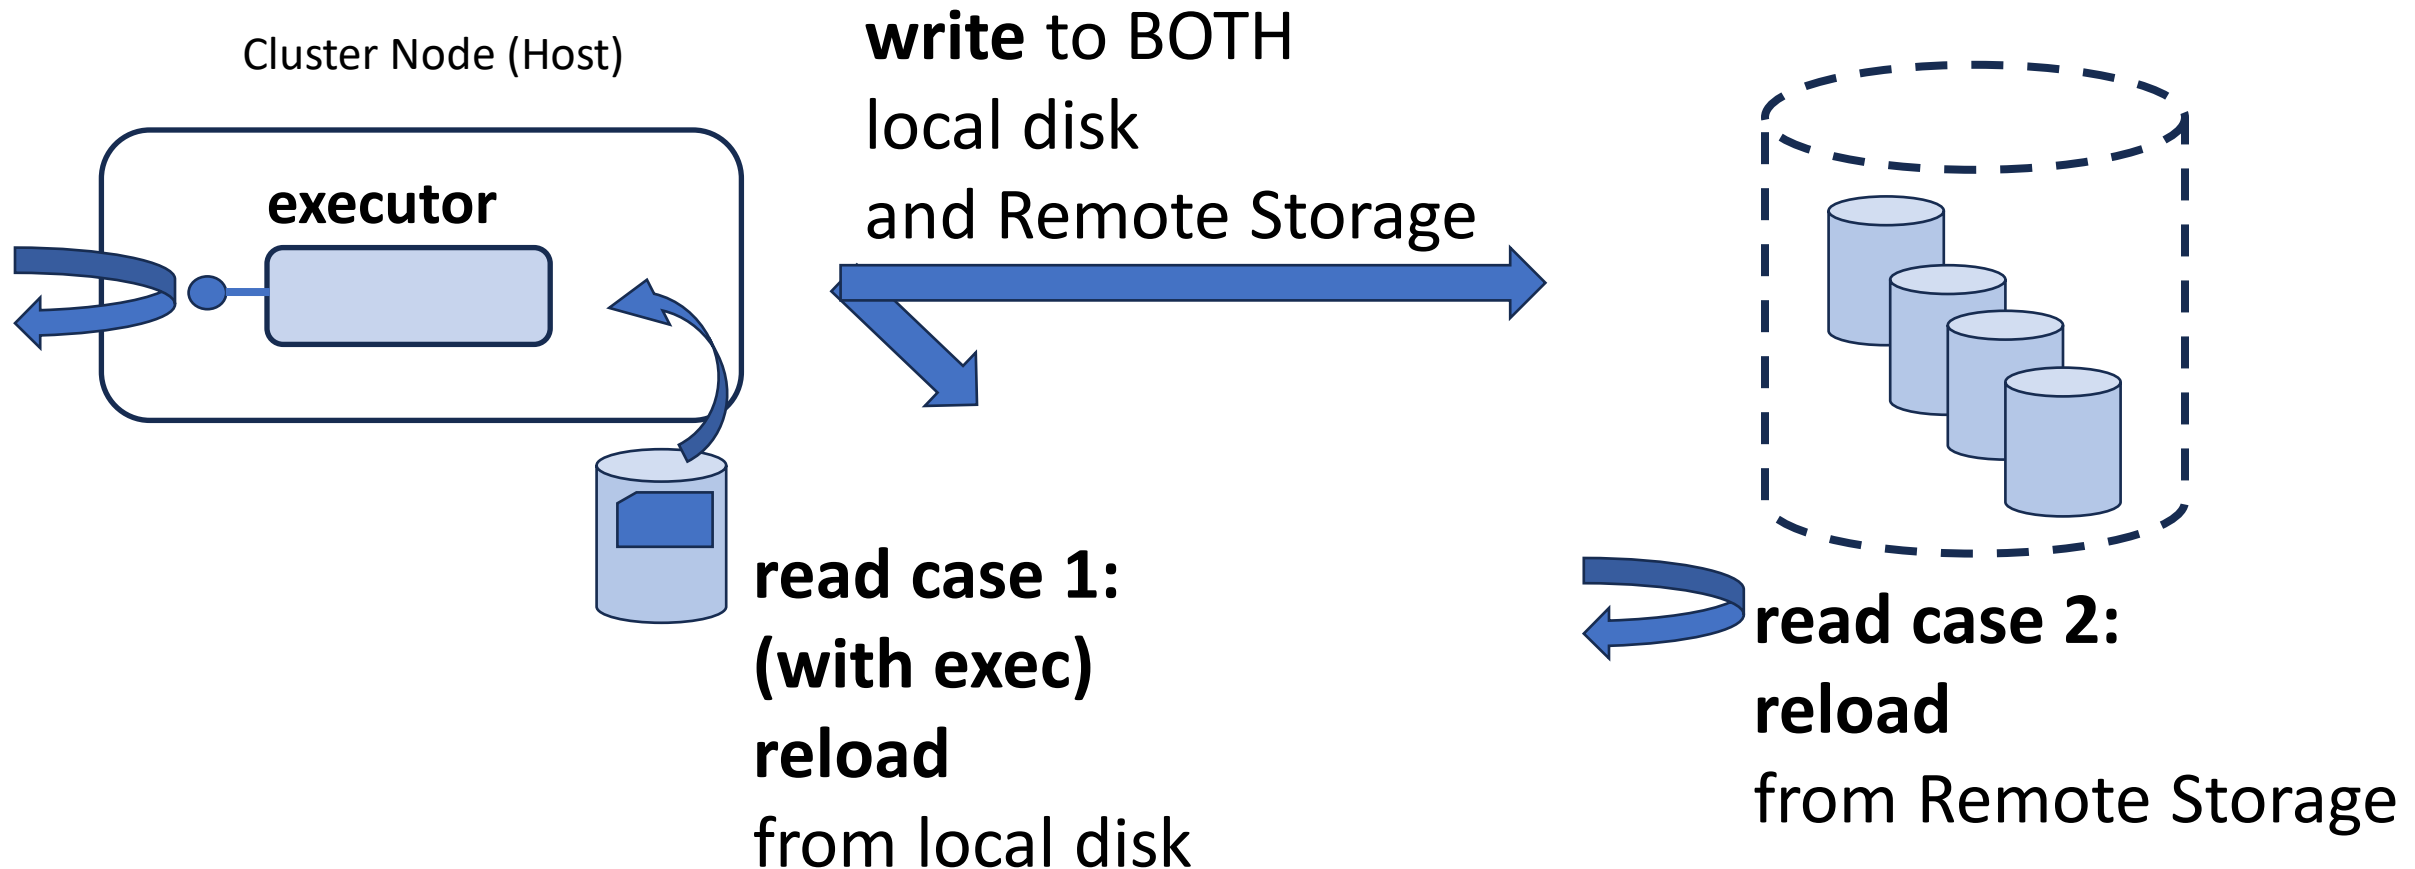 Cluster Node (Host)
executor
write to BOTH
local disk
and Remote Storage
read case 1:
(with exec)
reload
from local disk
read case 2:
reload
from Remote Storage